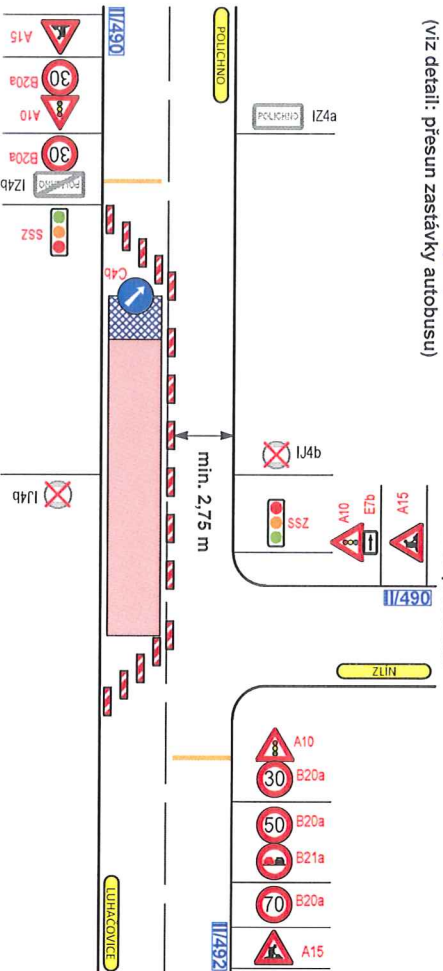 (viz detail: přesun zastávky autobusu)
A15
B20a
30
A10
B20a
30
IZ4b
POLICHNO
SSZ
II/490
POLICHNO
POLICHNO
IZ4a
C4b
IJ4b
min. 2,75 m
IJ4b
SSZ
A10
E7b
A15
II/490
ZLÍN
A10
30 B20a
50 B20a
B21a
70 B20a
A15
II/492
LUHAČOVICE